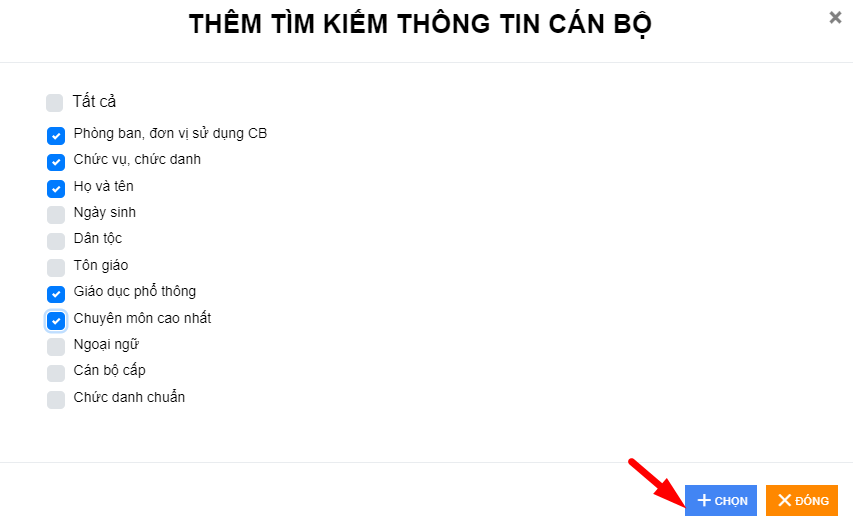 THÊM TÌM KIẾM THÔNG TIN CÁN BỘ
Tất cả
Phòng ban, đơn vị sử dụng CB
Chức vụ, chức danh
Họ và tên
Ngày sinh
Dân tộc
Tôn giáo
Giáo dục phổ thông
Chuyên môn cao nhất
Ngoại ngữ
Cán bộ cấp
Chức danh chuẩn
CHỌN ĐÓNG